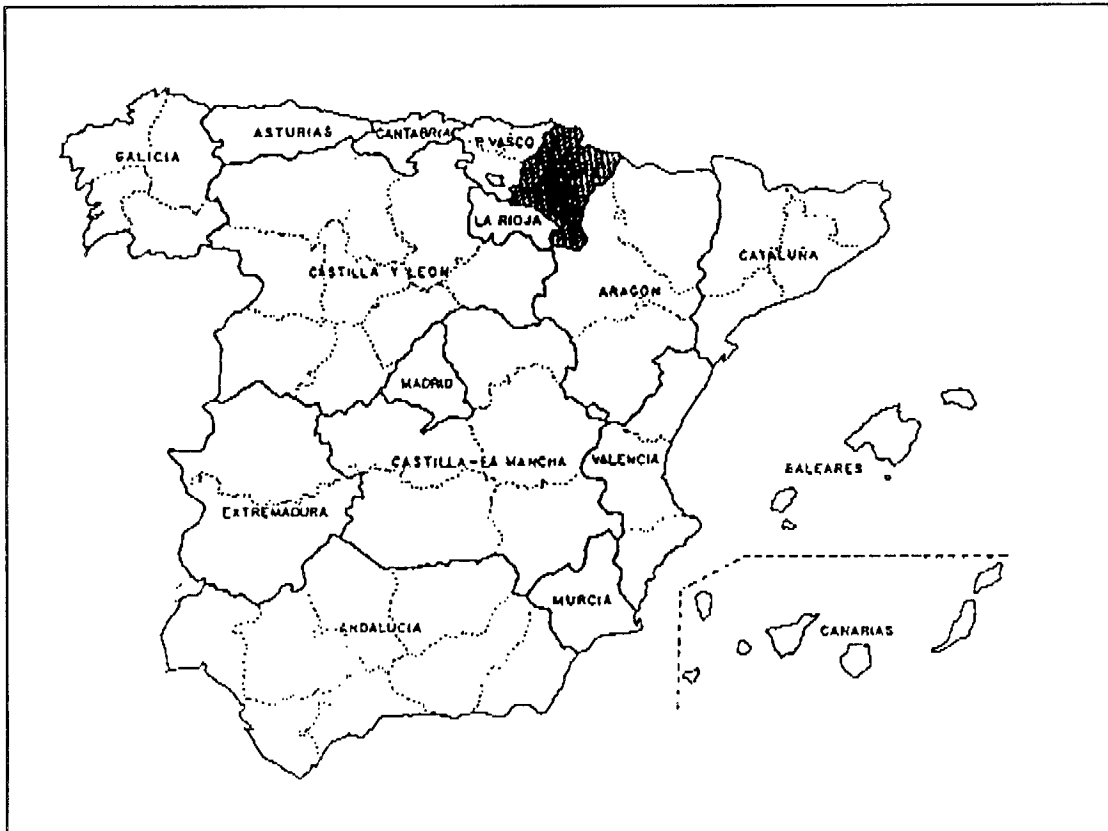 ASTURIAS
CANTABRIA
P. VASCO
GALICIA
LA RIOJA
CATALUÑA
CASTILLA Y LEON
ARAGON
MADRID
CASTILLA-LA MANCHA
VALENCIA
BALEARES
EXTREMADURA
MURCIA
ANDALUCIA
CANARIAS